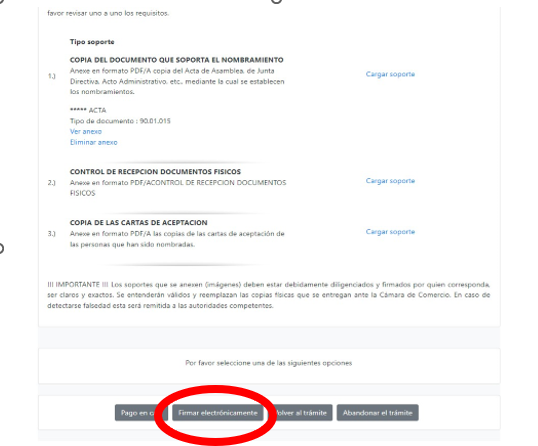 favor revisar uno a uno los requisitos.
Tipo soporte
COPIA DEL DOCUMENTO QUE SOPORTA EL NOMBRAMIENTO
1.) Anexe en formato PDF/A copia del Acta de Asamblea, de Junta Cargar soporte
Directiva, Acto Administrativo, etc., mediante la cual se establecen
los nombramientos.
***** ACTA
Tipo de documento : 90.01.015
Ver anexo
Eliminar anexo
CONTROL DE RECEPCION DOCUMENTOS FISICOS
2.) Anexe en formato PDF/ACONTROL DE RECEPCION DOCUMENTOS Cargar soporte
FISICOS
COPIA DE LAS CARTAS DE ACEPTACION
3.) Anexe en formato PDF/A las copias de las cartas de aceptación de Cargar soporte
las personas que han sido nombradas.
!!! IMPORTANTE !!! Los soportes que se anexen (imágenes) deben estar debidamente diligenciados y firmados por quien corresponda,
ser claros y exactos. Se entenderán válidos y reemplazan las copias físicas que se entregan ante la Cámara de Comercio. En caso de
detectarse falsedad esta será remitida a las autoridades competentes.
Por favor seleccione una de las siguientes opciones
Pago en Firmar electrónicamente al trámite Abandonar el trámite